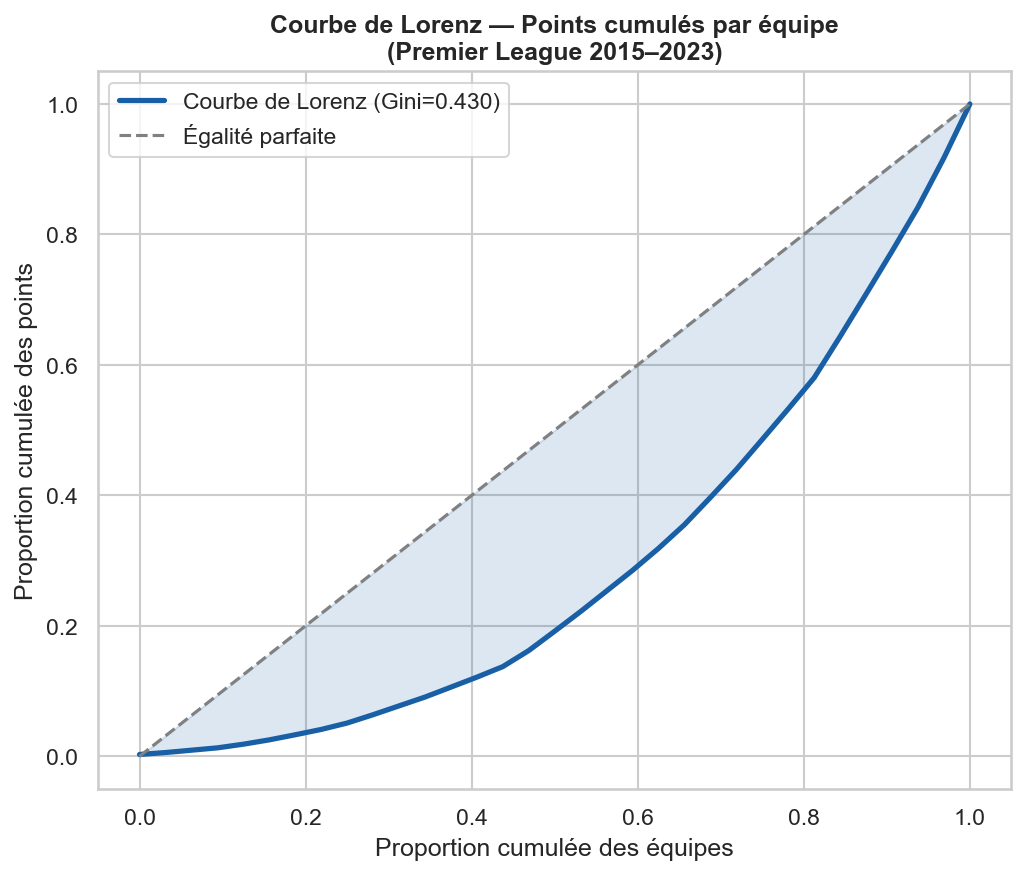 Courbe de Lorenz — Points cumulés par équipe
(Premier League 2015–2023)
Courbe de Lorenz (Gini=0.430)
Égalité parfaite
1.0
0.8
0.6
0.4
0.2
0.0
Proportion cumulée des points
0.0 0.2 0.4 0.6 0.8 1.0
Proportion cumulée des équipes